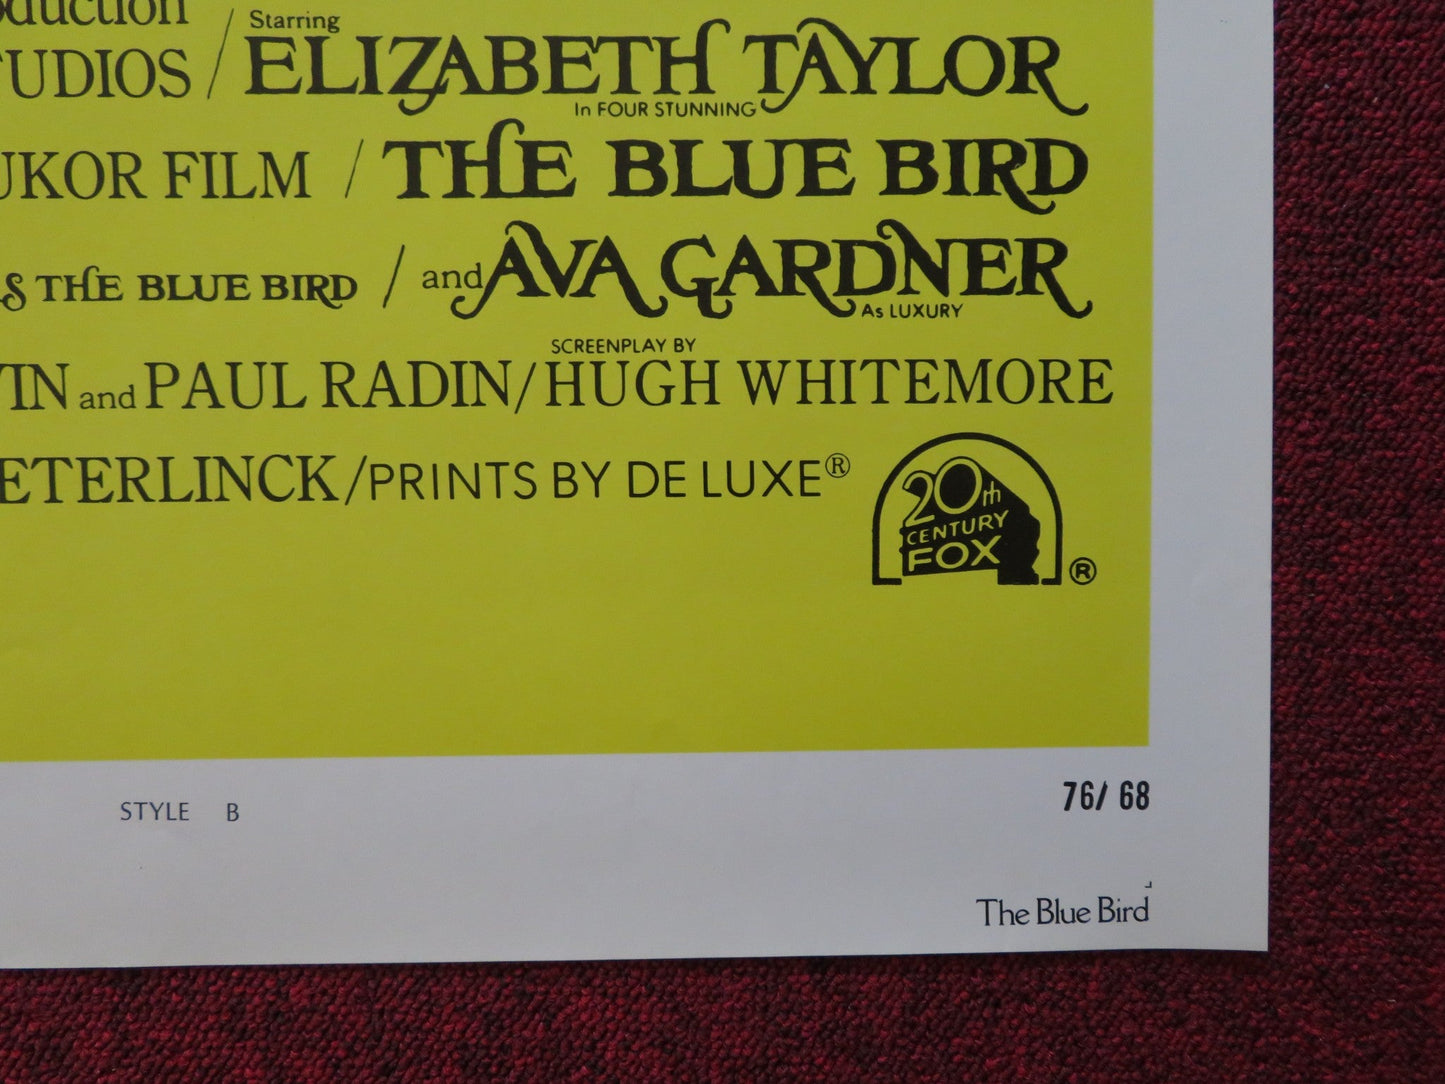 oduction
UDIOS / Starring ELIZABETH TAYLOR
In FOUR STUNNING
UKOR FILM / THE BLUE BIRD
S THE BLUE BIRD / and AVA GARDNER
As LUXURY
SCREENPLAY BY
IN and PAUL RADIN/HUGH WHITEMORE
ETERLINCK/PRINTS BY DE LUXE®
20th
CENTURY
FOX ®
STYLE B
76/ 68
The Blue Bird